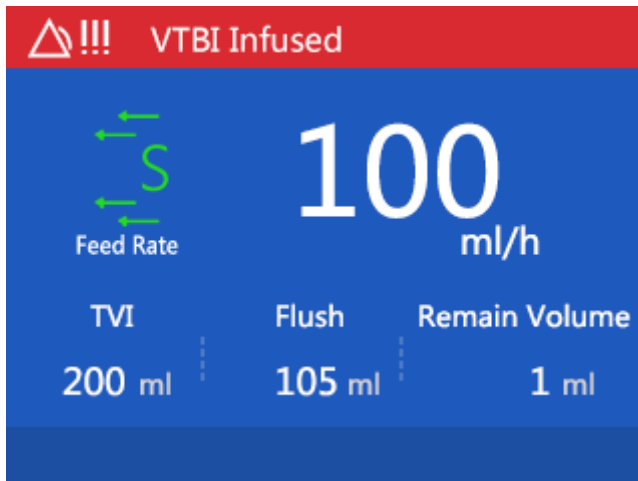 !!! VTBI Infused
S
100
ml/h
Feed Rate
TVI Flush Remain Volume
200 ml 105 ml 1 ml